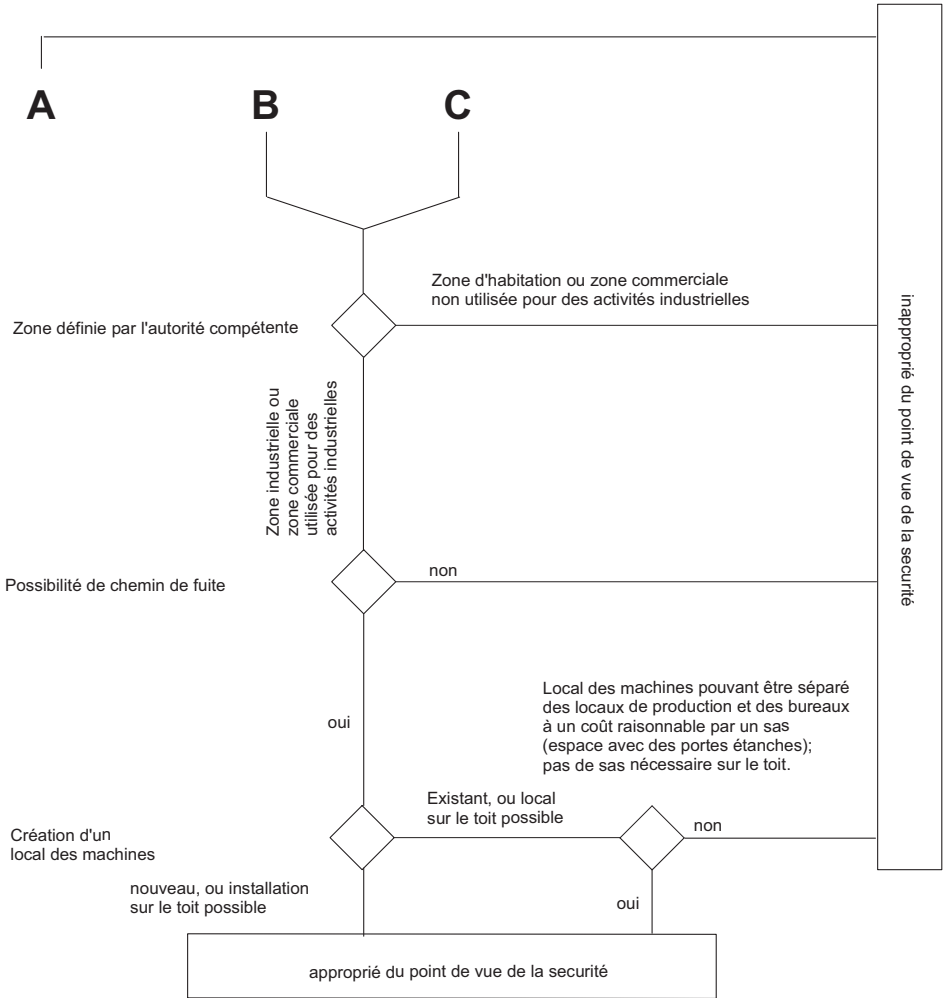 A
B
C
Zone d'habitation ou zone commerciale
non utilisée pour des activités industrielles
Zone définie par l'autorité compétente
Zone industrielle ou
zone commerciale
utilisée pour des
activités industrielles
inapproprié du point de vue de la securité
non
Possibilité de chemin de fuite
oui
Local des machines pouvant être séparé
des locaux de production et des bureaux
à un coût raisonnable par un sas
(espace avec des portes étanches);
pas de sas nécessaire sur le toit.
Existant, ou local
sur le toit possible
non
Création d'un
local des machines
nouveau, ou installation
sur le toit possible
oui
approprié du point de vue de la securité